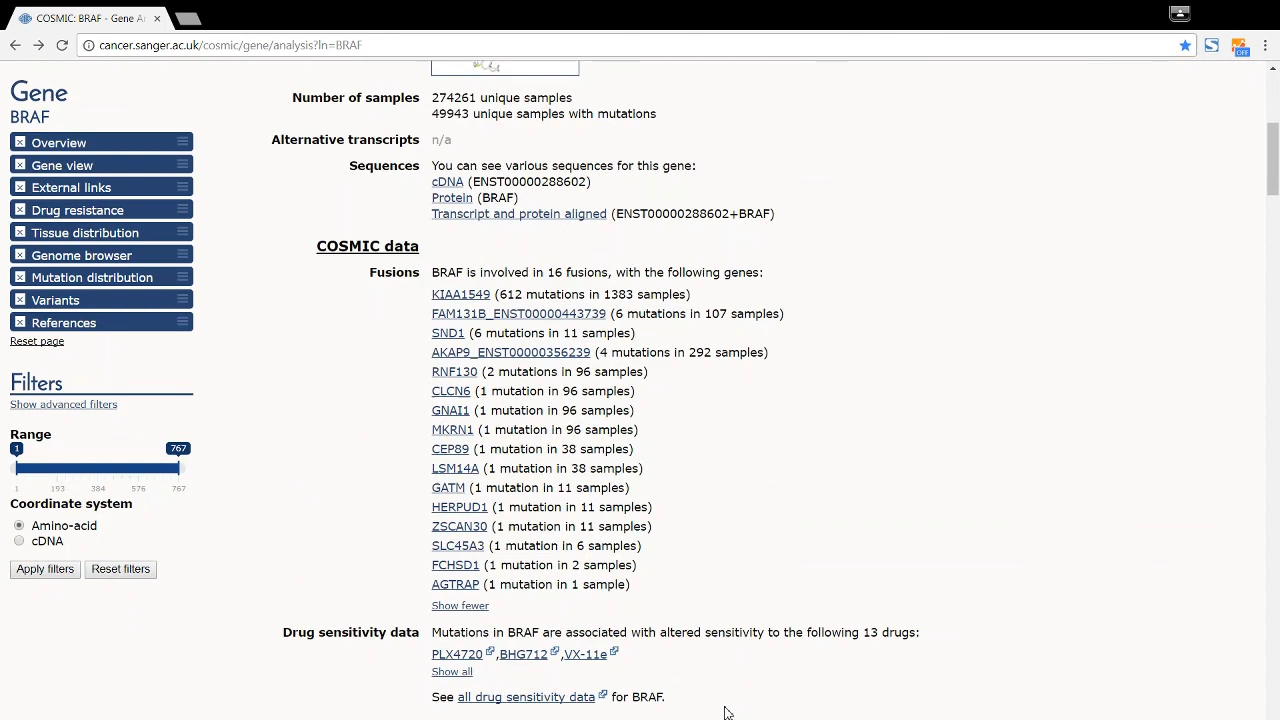 COSMIC: BRAF - Gene An
cancer.sanger.ac.uk/cosmic/gene/analysis?ln=BRAF
OFF
Gene
BRAF
Overview
Gene view
External links
Drug resistance
Tissue distribution
Genome browser
Mutation distribution
Variants
References
Reset page
Filters
Show advanced filters
Range
1 767
1 193 384 576 767
Coordinate system
Amino-acid
cDNA
Apply filters Reset filters
Number of samples 274261 unique samples
49943 unique samples with mutations
Alternative transcripts n/a
Sequences You can see various sequences for this gene:
cDNA (ENST00000288602)
Protein (BRAF)
Transcript and protein aligned (ENST00000288602+BRAF)
COSMIC data
Fusions BRAF is involved in 16 fusions, with the following genes:
KIAA1549 (612 mutations in 1383 samples)
FAM131B_ENST00000443739 (6 mutations in 107 samples)
SND1 (6 mutations in 11 samples)
AKAP9_ENST00000356239 (4 mutations in 292 samples)
RNF130 (2 mutations in 96 samples)
CLCN6 (1 mutation in 96 samples)
GNAI1 (1 mutation in 96 samples)
MKRN1 (1 mutation in 96 samples)
CEP89 (1 mutation in 38 samples)
LSM14A (1 mutation in 38 samples)
GATM (1 mutation in 11 samples)
HERPUD1 (1 mutation in 11 samples)
ZSCAN30 (1 mutation in 11 samples)
SLC45A3 (1 mutation in 6 samples)
FCHSD1 (1 mutation in 2 samples)
AGTRAP (1 mutation in 1 sample)
Show fewer
Drug sensitivity data Mutations in BRAF are associated with altered sensitivity to the following 13 drugs:
PLX4720 ,BHG712 ,VX-11e
Show all
See all drug sensitivity data for BRAF.